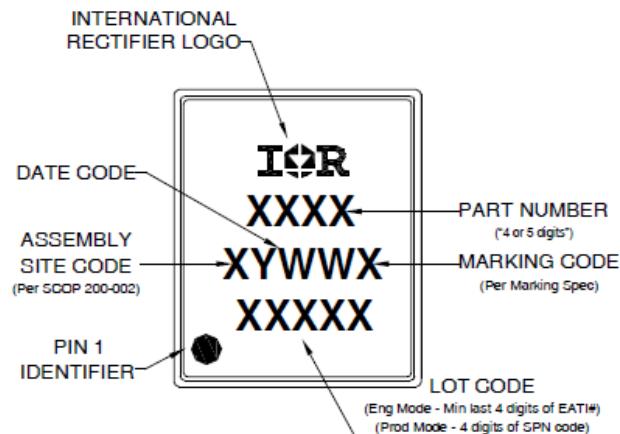 INTERNATIONAL
RECTIFIER LOGO
IOR
DATE CODE
XXXX
PART NUMBER
("4 or 5 digits")
ASSEMBLY
SITE CODE
(Per SCOP 200-002)
XYWWX
MARKING CODE
(Per Marking Spec)
XXXXX
PIN 1
IDENTIFIER
LOT CODE
(Eng Mode - Min last 4 digits of EATI#)
(Prod Mode - 4 digits of SPN code)